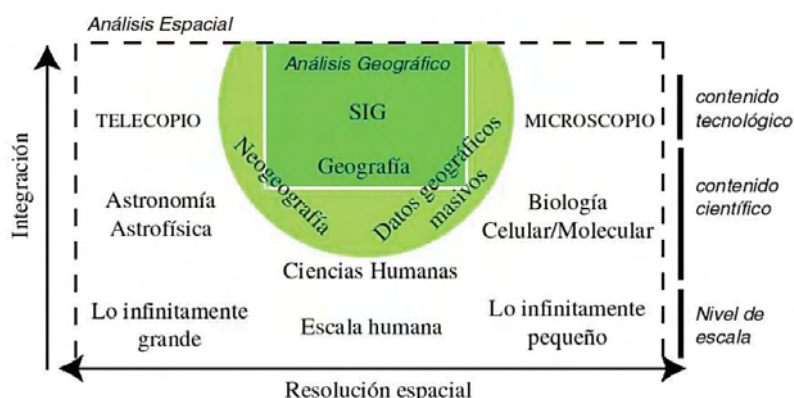 Análisis Espacial
Análisis Geográfico
contenido
tecnológico
TELECOPIO
SIG
MICROSCOPIO
Neogeografía
Geografía
Datos geográficos
masivos
contenido
científico
Astronomía
Astrofísica
Biología
Celular/Molecular
Ciencias Humanas
Lo infinitamente
grande
Escala humana
Lo infinitamente
pequeño
Nivel de
escala
Integración
Resolución espacial